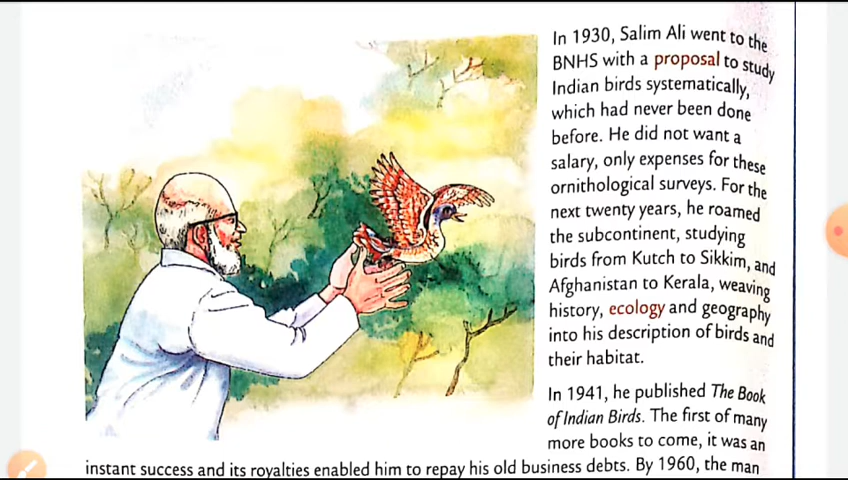 In 1930, Salim Ali went to the
BNHS with a proposal to study
Indian birds systematically,
which had never been done
before. He did not want a
salary, only expenses for these
ornithological surveys. For the
next twenty years, he roamed
the subcontinent, studying
birds from Kutch to Sikkim, and
Afghanistan to Kerala, weaving
history, ecology and geography
into his description of birds and
their habitat.
In 1941, he published The Book
of Indian Birds. The first of many
more books to come, it was an
instant success and its royalties enabled him to repay his old business debts. By 1960, the man